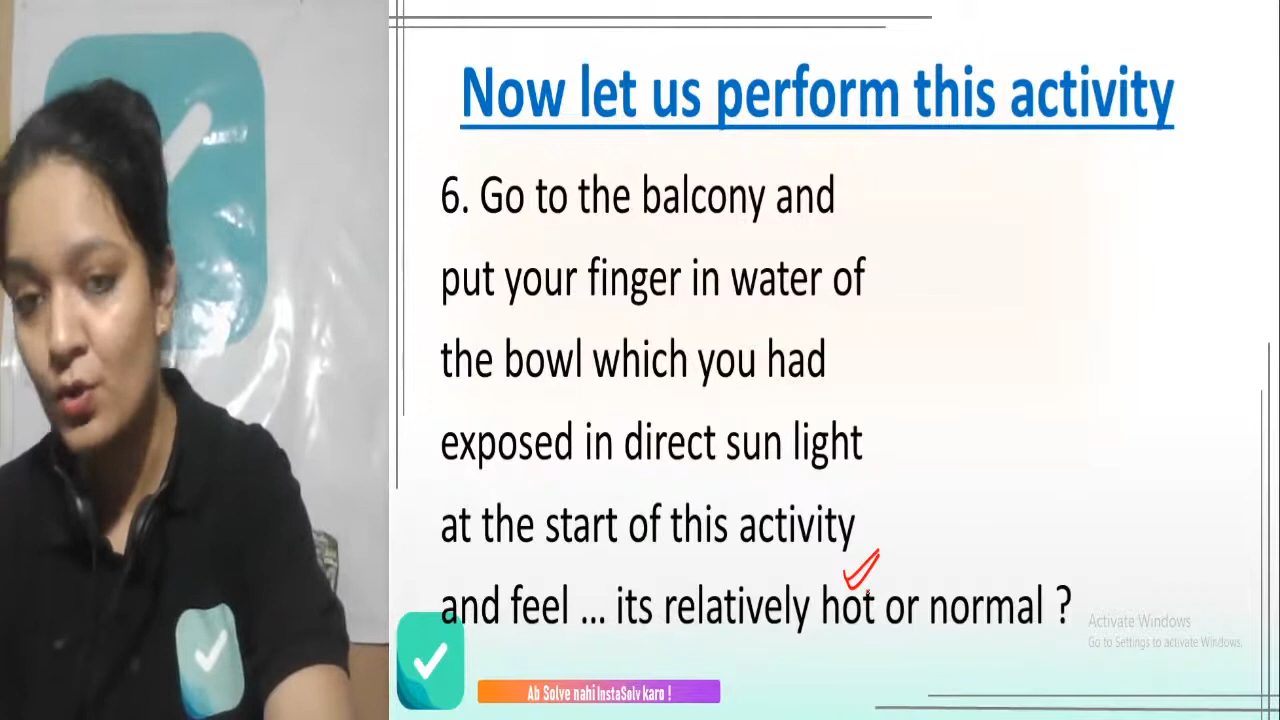 Now let us perform this activity
6. Go to the balcony and
put your finger in water of
the bowl which you had
exposed in direct sun light
at the start of this activity
and feel ... its relatively hot or normal ?
Activate Windows
Go to Settings to activate Windows.
Ab Solve nahi InstaSolv karo !